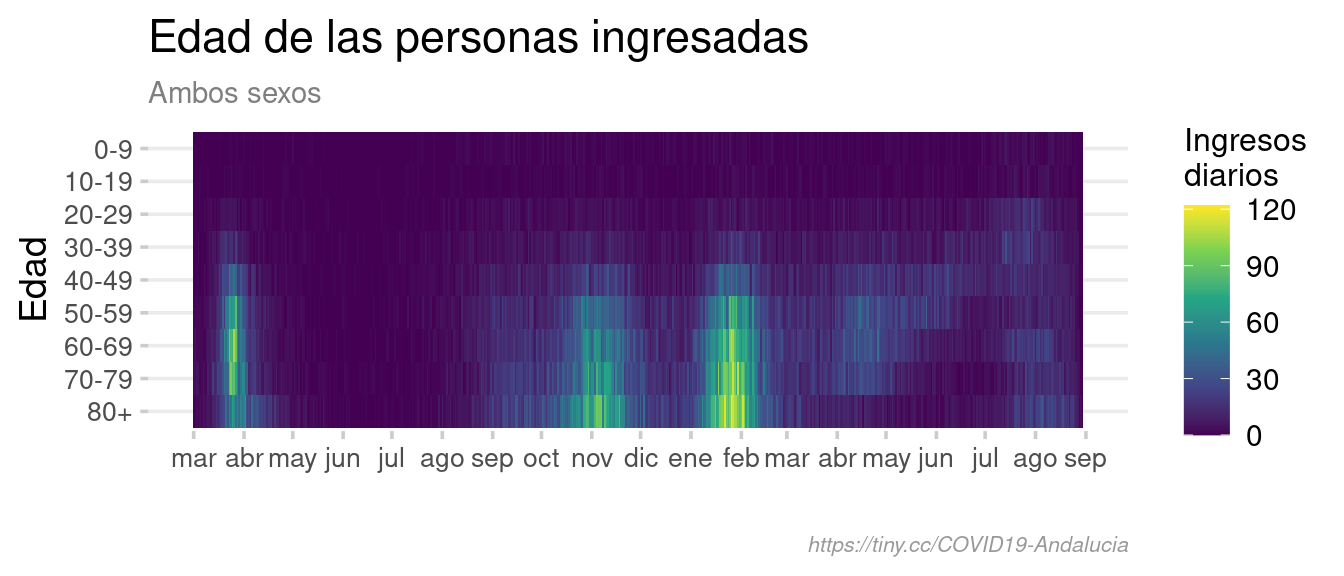 Edad de las personas ingresadas
Ambos sexos
Edad
0-9
10-19
20-29
30-39
40-49
50-59
60-69
70-79
80+
mar abr may jun jul ago sep oct nov dic ene feb mar abr may jun jul ago sep
Ingresos
diarios
120
90
60
30
0
https://tiny.cc/COVID19-Andalucia